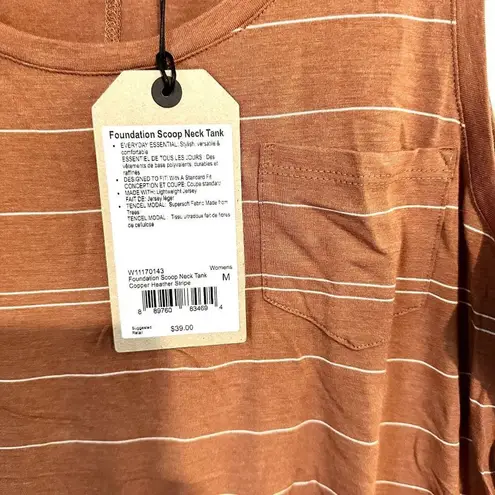 Foundation Scoop Neck Tank
• EVERYDAY ESSENTIAL: Stylish, versatile &
comfortable
ESSENTIEL DE TOUS LES JOURS: Des
vêtements de base polyvalents, durables et
raffinés
• DESIGNED TO FIT: With A Standard Fit
CONCEPTION ET COUPE: Coupe standard
• MADE WITH: Lightweight Jersey
FAIT DE: Jersey léger
• TENCEL MODAL: Supersoft Fabric Made from
Trees
TENCEL MODAL: Tissu ultradoux fait de fibres
de cellulose
W11170143 Womens
Foundation Scoop Neck Tank M
Copper Heather Stripe
8 89760 83469 4
Suggested
Retail $39.00